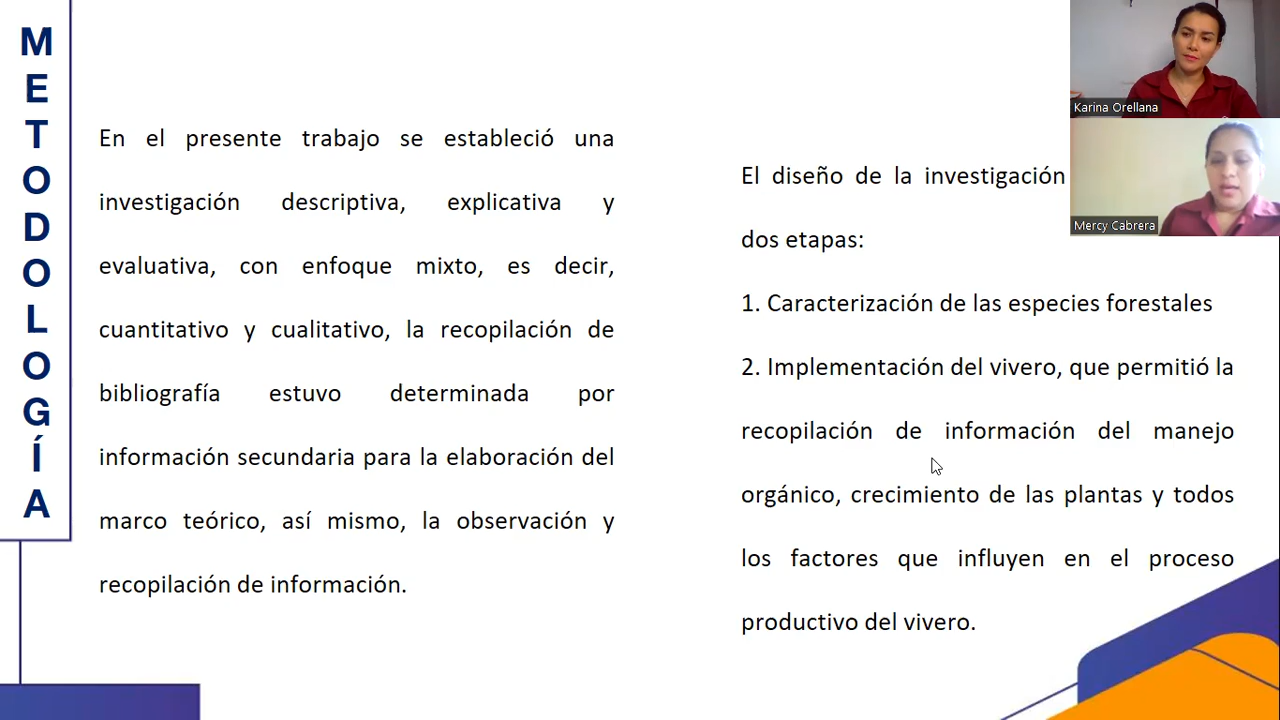 METODOLOGÍA
En el presente trabajo se estableció una
investigación descriptiva, explicativa y
evaluativa, con enfoque mixto, es decir,
cuantitativo y cualitativo, la recopilación de
bibliografía estuvo determinada por
información secundaria para la elaboración del
marco teórico, así mismo, la observación y
recopilación de información.
El diseño de la investigación
dos etapas:
1. Caracterización de las especies forestales
2. Implementación del vivero, que permitió la
recopilación de información del manejo
orgánico, crecimiento de las plantas y todos
los factores que influyen en el proceso
productivo del vivero.
Karina Orellana
Mercy Cabrera